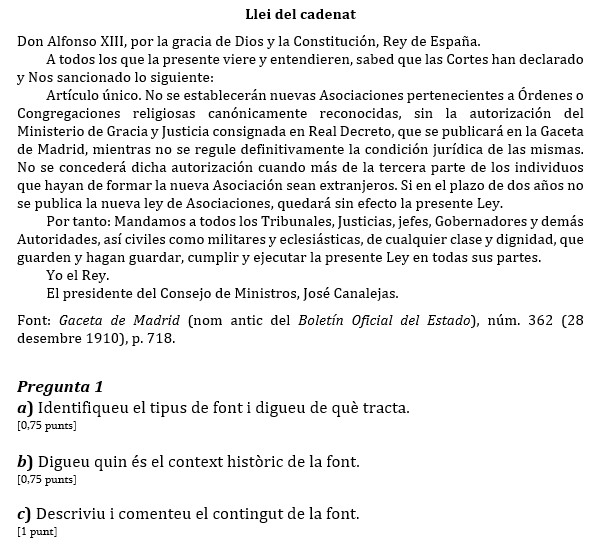 Llei del cadenat
Don Alfonso XIII, por la gracia de Dios y la Constitución, Rey de España.
A todos los que la presente viere y entendieren, sabed que las Cortes han declarado
y Nos sancionado lo siguiente:
Artículo único. No se establecerán nuevas Asociaciones pertenecientes a Órdenes o
Congregaciones religiosas canónicamente reconocidas, sin la autorización del
Ministerio de Gracia y Justicia consignada en Real Decreto, que se publicará en la Gaceta
de Madrid, mientras no se regule definitivamente la condición jurídica de las mismas.
No se concederá dicha autorización cuando más de la tercera parte de los individuos
que hayan de formar la nueva Asociación sean extranjeros. Si en el plazo de dos años no
se publica la nueva ley de Asociaciones, quedará sin efecto la presente Ley.
Por tanto: Mandamos a todos los Tribunales, Justicias, jefes, Gobernadores y demás
Autoridades, así civiles como militares y eclesiásticas, de cualquier clase y dignidad, que
guarden y hagan guardar, cumplir y ejecutar la presente Ley en todas sus partes.
Yo el Rey.
El presidente del Consejo de Ministros, José Canalejas.
Font: Gaceta de Madrid (nom antic del Boletín Oficial del Estado), núm. 362 (28
desembre 1910), p. 718.
Pregunta 1
a) Identifiqueu el tipus de font i digueu de què tracta.
[0,75 punts]
b) Digueu quin és el context històric de la font.
[0,75 punts]
c) Descriviu i comenteu el contingut de la font.
[1 punt]